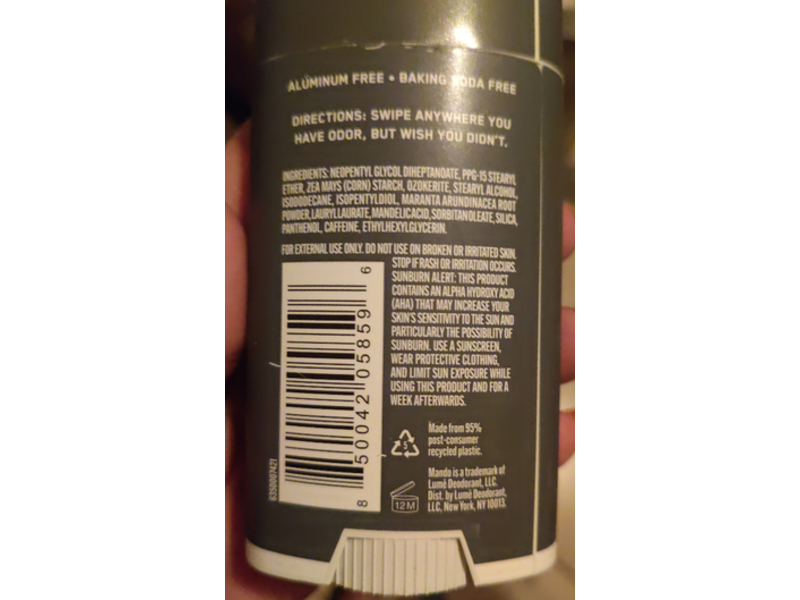 ALUMINUM FREE • BAKING SODA FREE
DIRECTIONS: SWIPE ANYWHERE YOU
HAVE ODOR, BUT WISH YOU DIDN'T.
INGREDIENTS: NEOPENTYL GLYCOL DIHEPTANOATE, PPG-15 STEARYL
ETHER, ZEA MAYS (CORN) STARCH, OZOKERITE, STEARYL ALCOHOL,
ISODODECANE, ISOPENTYLDIOL, MARANTA ARUNDINACEA ROOT
POWDER, LAURYL LAURATE, MANDELIC ACID, SORBITAN OLEATE, SILICA,
PANTHENOL, CAFFEINE, ETHYLHEXYLGLYCERIN.
FOR EXTERNAL USE ONLY. DO NOT USE ON BROKEN OR IRRITATED SKIN.
STOP IF RASH OR IRRITATION OCCURS.
SUNBURN ALERT: THIS PRODUCT
CONTAINS AN ALPHA HYDROXY ACID
(AHA) THAT MAY INCREASE YOUR
SKIN'S SENSITIVITY TO THE SUN AND
PARTICULARLY THE POSSIBILITY OF
SUNBURN. USE A SUNSCREEN,
WEAR PROTECTIVE CLOTHING,
AND LIMIT SUN EXPOSURE WHILE
USING THIS PRODUCT AND FOR A
WEEK AFTERWARDS.
8 50042 05859 6
6350007421
5
Made from 95%
post-consumer
recycled plastic.
12 M
Mando is a trademark of
Lumē Deodorant, LLC.
Dist. by Lumē Deodorant,
LLC, New York, NY 10013.